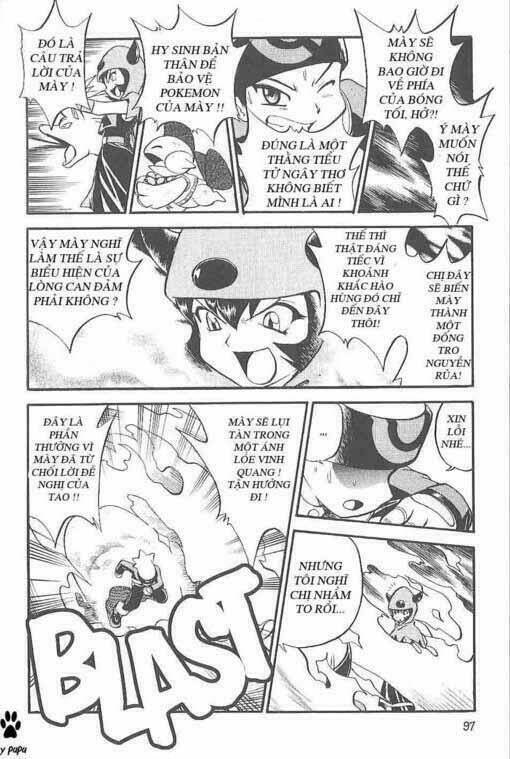 MÀY SẼ
KHÔNG
BAO GIỜ ĐI
VỀ PHÍA
CỦA BÓNG
TỐI, HỞ?!
Ý MÀY
MUỐN
NÓI
THẾ
CHỨ
GÌ ?
HY SINH BẢN
THÂN ĐỂ
BẢO VỆ
POKEMON
CỦA MÀY !!
ĐÚNG LÀ MỘT
THẰNG TIỂU
TỬ NGÂY THƠ
KHÔNG BIẾT
MÌNH LÀ AI !
ĐÓ LÀ
CÂU TRẢ
LỜI CỦA
MÀY !
THẾ THÌ
THẬT ĐÁNG
TIẾC VÌ
KHOẢNH
KHẮC HÀO
HÙNG ĐÓ CHỈ
ĐẾN ĐÂY
THÔI!
CHỊ ĐÂY
SẼ BIẾN
MÀY THÀNH
MỘT
ĐỐNG
TRO
NGUYỀN
RỦA!
VẬY MÀY NGHĨ
LÀM THẾ LÀ SỰ
BIỂU HIỆN CỦA
LÒNG CAN ĐẢM
PHẢI KHÔNG ?
MÀY SẼ LỤI
TÀN TRONG
MỘT ÁNH
LÓE VINH
QUANG !
TẬN HƯỞNG
ĐI !
ĐÂY LÀ
PHẦN
THƯỞNG VÌ
MÀY ĐÃ TỪ
CHỐI LỜI ĐỀ
NGHỊ CỦA
TAO !!
BLAST
XIN
LỖI
NHÉ...
...
NHƯNG
TÔI NGHĨ
CHỊ NHẦM
TO RỒI...
97
y papa